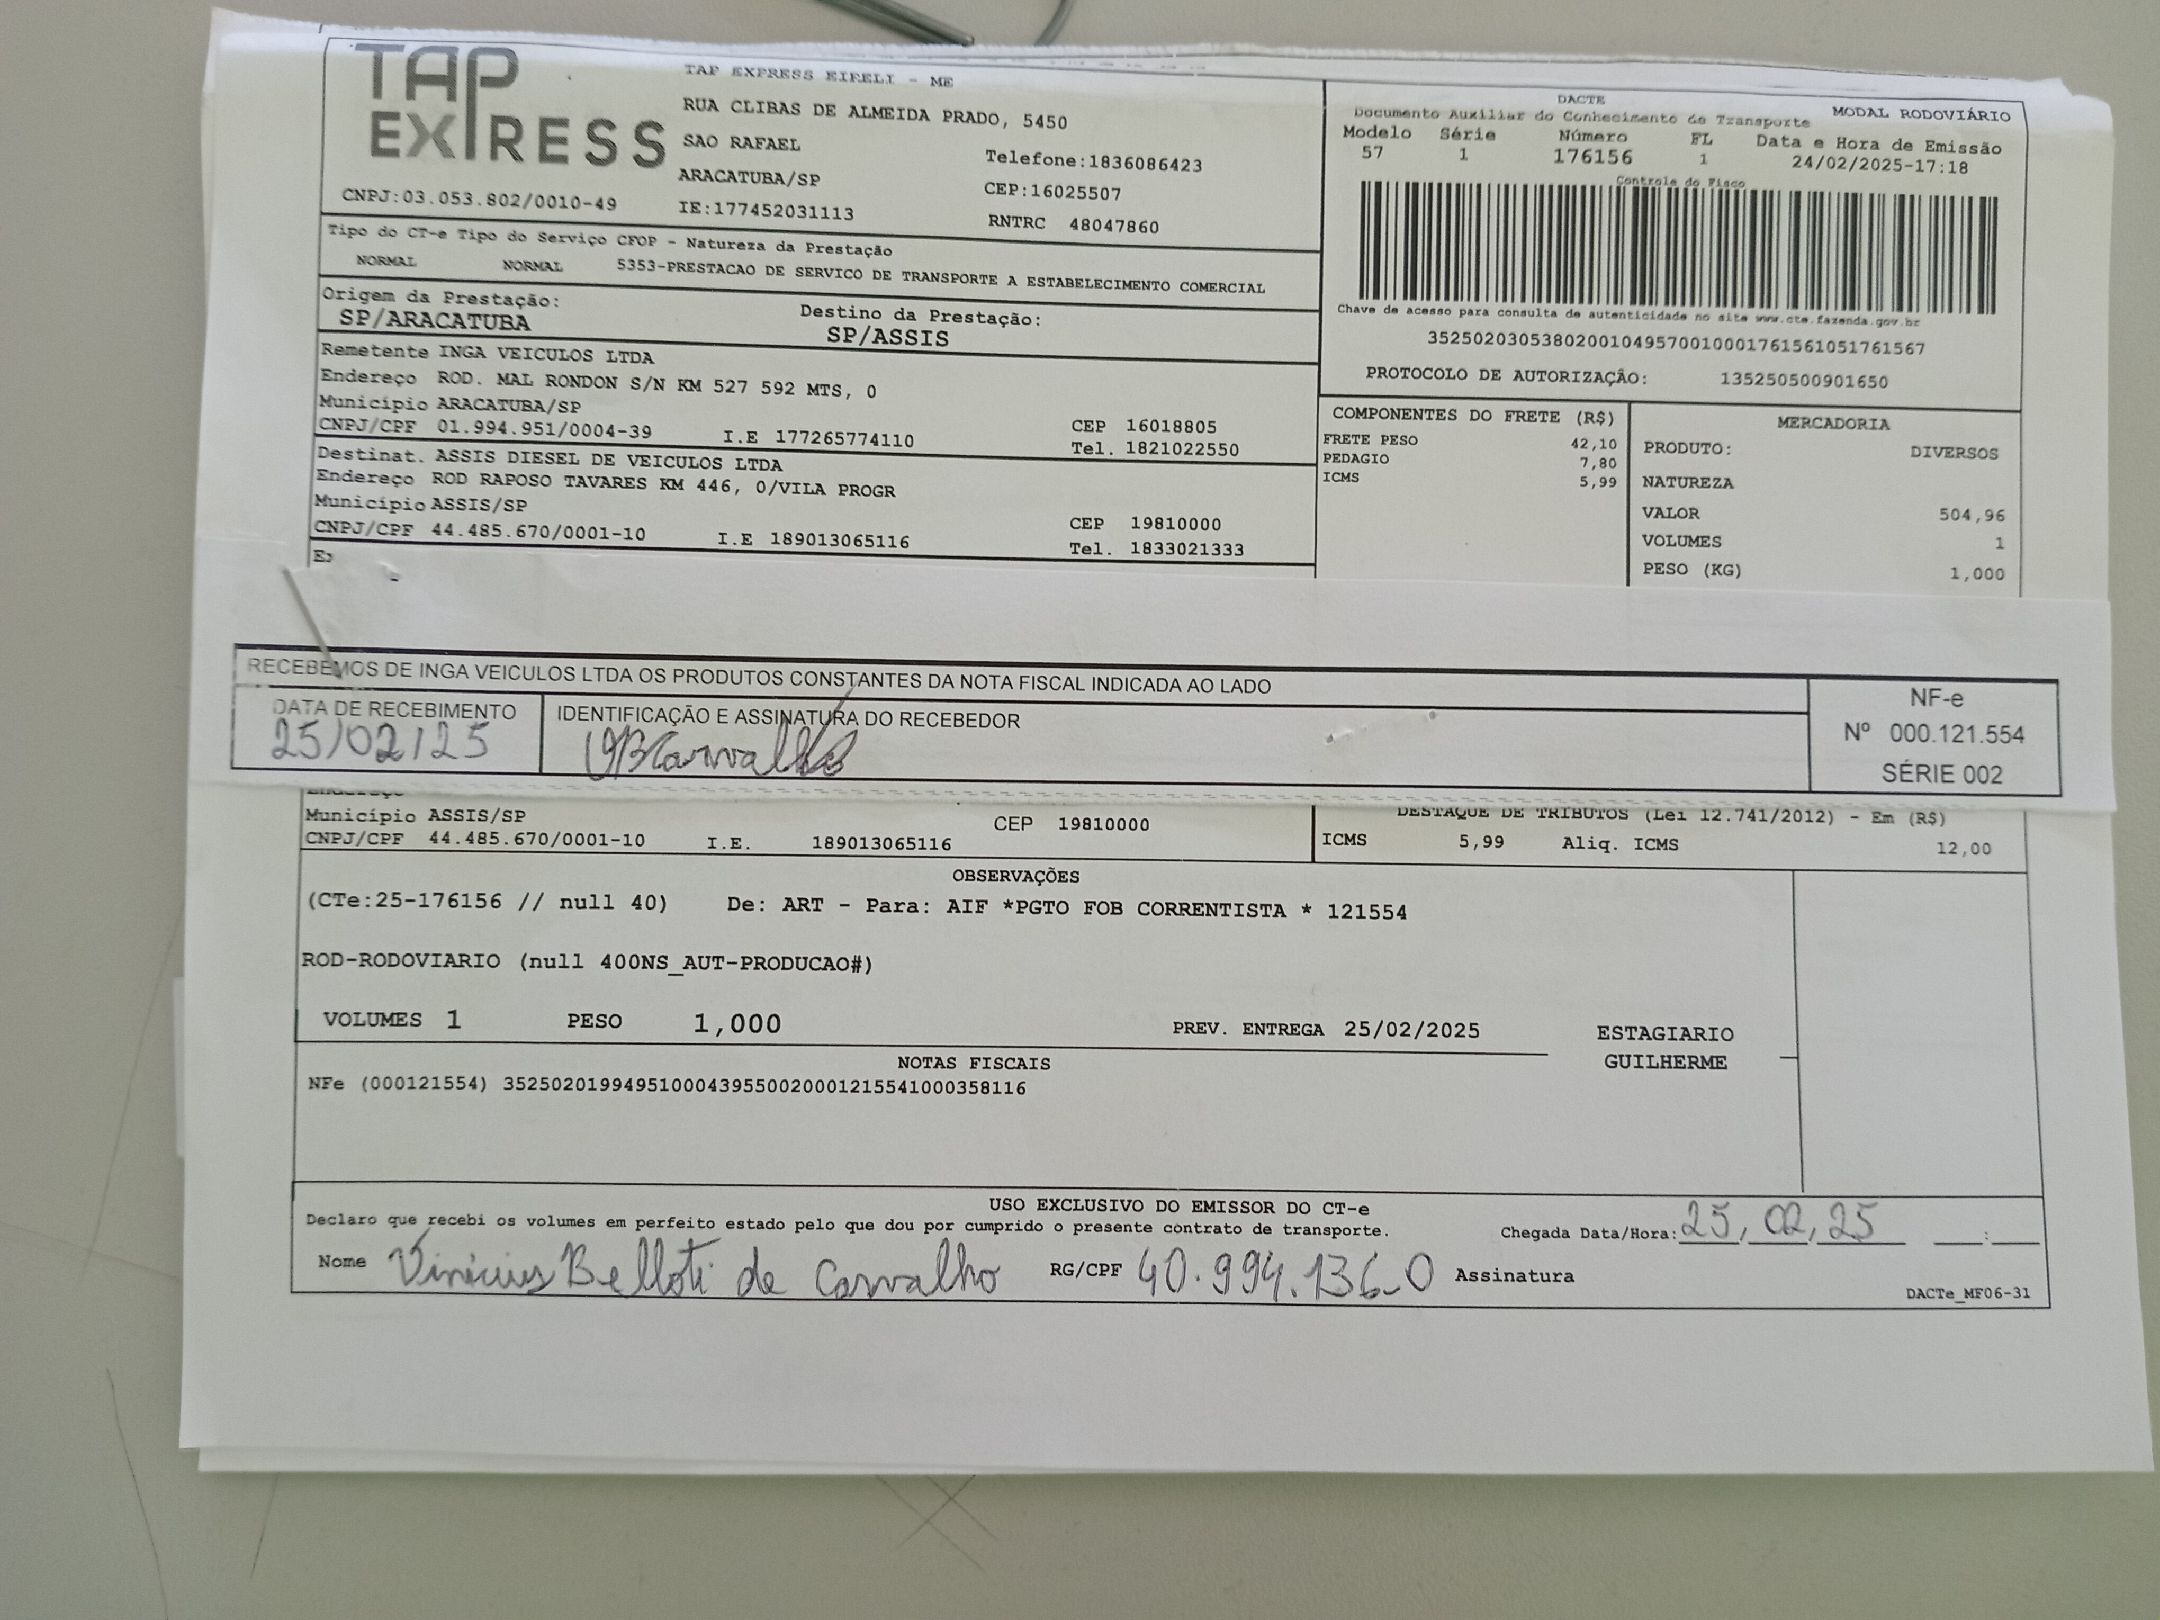 TAP
EXPRESS
CNPJ:03.053.802/0010-49
TAP EXPRESS EIRELI - ME
RUA CLIBAS DE ALMEIDA PRADO, 5450
SAO RAFAEL
Telefone:1836086423
ARACATUBA/SP
CEP:16025507
IE:177452031113
RNTRC 48047860
DACTE
Documento Auxiliar do Conhecimento de Transporte
MODAL RODOVIÁRIO
Modelo Série Número FL Data e Hora de Emissão
57 1 176156 1 24/02/2025-17:18
Controle do Fisco
Chave de acesso para consulta de autenticidade no site www.cte.fazenda.gov.br
35250203053802001049570010001761561051761567
PROTOCOLO DE AUTORIZAÇÂO: 135250500901650
Tipo do CT-e Tipo do Serviço CFOP - Natureza da Prestação
NORMAL NORMAL 5353-PRESTACAO DE SERVICO DE TRANSPORTE A ESTABELECIMENTO COMERCIAL
Origem da Prestação: Destino da Prestação:
SP/ARACATUBA SP/ASSIS
Remetente INGA VEICULOS LTDA
Endereço ROD. MAL RONDON S/N KM 527 592 MTS, 0
Município ARACATUBA/SP CEP 16018805
CNPJ/CPF 01.994.951/0004-39 I.E 177265774110 Tel. 1821022550
Destinat. ASSIS DIESEL DE VEICULOS LTDA
Endereço ROD RAPOSO TAVARES KM 446, 0/VILA PROGR
Município ASSIS/SP CEP 19810000
CNPJ/CPF 44.485.670/0001-10 I.E 189013065116 Tel. 1833021333
COMPONENTES DO FRETE (R$)
FRETE PESO 42,10
PEDAGIO 7,80
ICMS 5,99
MERCADORIA
PRODUTO: DIVERSOS
NATUREZA
VALOR 504,96
VOLUMES 1
PESO (KG) 1,000
RECEBEMOS DE INGA VEICULOS LTDA OS PRODUTOS CONSTANTES DA NOTA FISCAL INDICADA AO LADO
DATA DE RECEBIMENTO IDENTIFICAÇÃO E ASSINATURA DO RECEBEDOR
25/02/25
NF-e
Nº 000.121.554
SÉRIE 002
Endereço
Município ASSIS/SP CEP 19810000
CNPJ/CPF 44.485.670/0001-10 I.E. 189013065116
DESTAQUE DE TRIBUTOS (Lei 12.741/2012) - Em (R$)
ICMS 5,99 Aliq. ICMS 12,00
OBSERVAÇÕES
(CTe:25-176156 // null 40) De: ART - Para: AIF *PGTO FOB CORRENTISTA * 121554
ROD-RODOVIARIO (null 400NS_AUT-PRODUCAO#)
VOLUMES 1 PESO 1,000 PREV. ENTREGA 25/02/2025
ESTAGIARIO
GUILHERME
NOTAS FISCAIS
NFe (000121554) 35250201994951000439550020001215541000358116
USO EXCLUSIVO DO EMISSOR DO CT-e
Declaro que recebi os volumes em perfeito estado pelo que dou por cumprido o presente contrato de transporte.
Chegada Data/Hora: 25, 02, 25 :
Nome Vinicius Belloti de Carvalho RG/CPF 40.994.136-0 Assinatura
DACTe_MF06-31